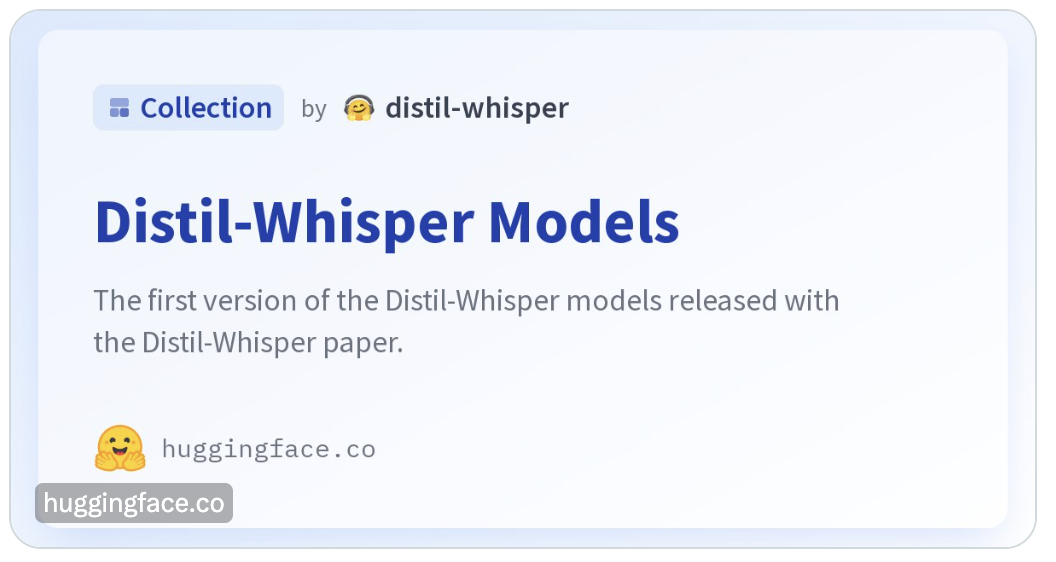 Collection by distil-whisper
Distil-Whisper Models
The first version of the Distil-Whisper models released with
the Distil-Whisper paper.
huggingface.co
huggingface.co